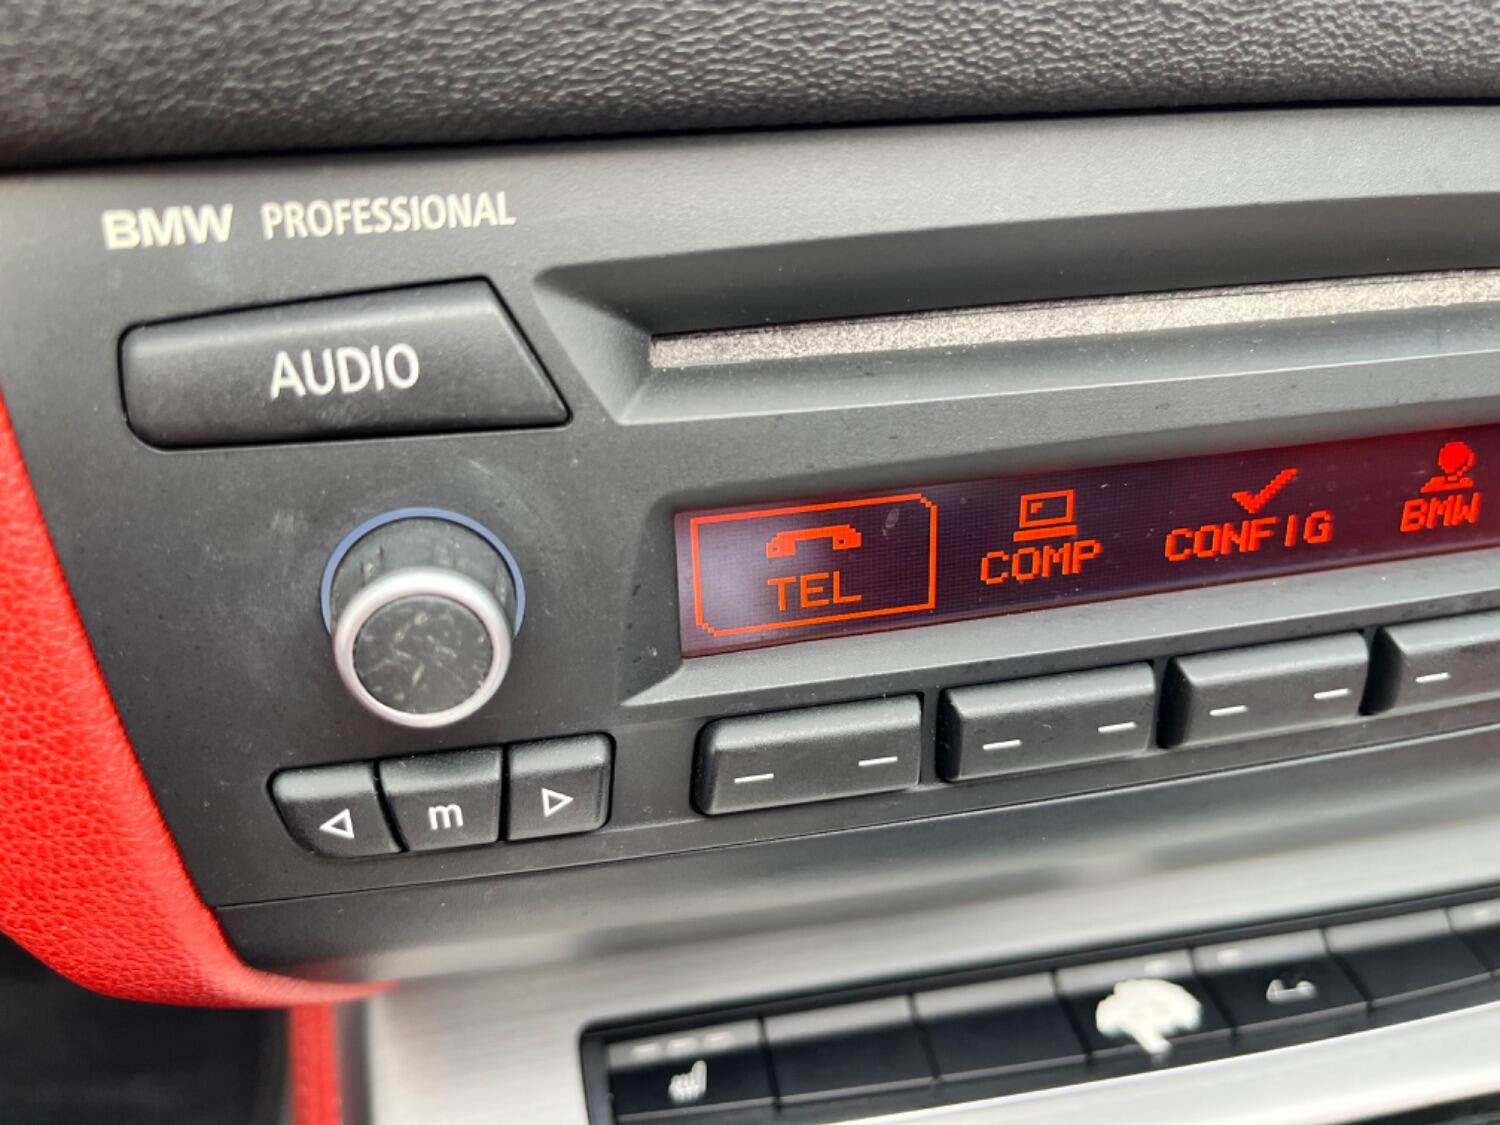 BMW PROFESSIONAL
AUDIO
TEL COMP CONFIG BMW
m